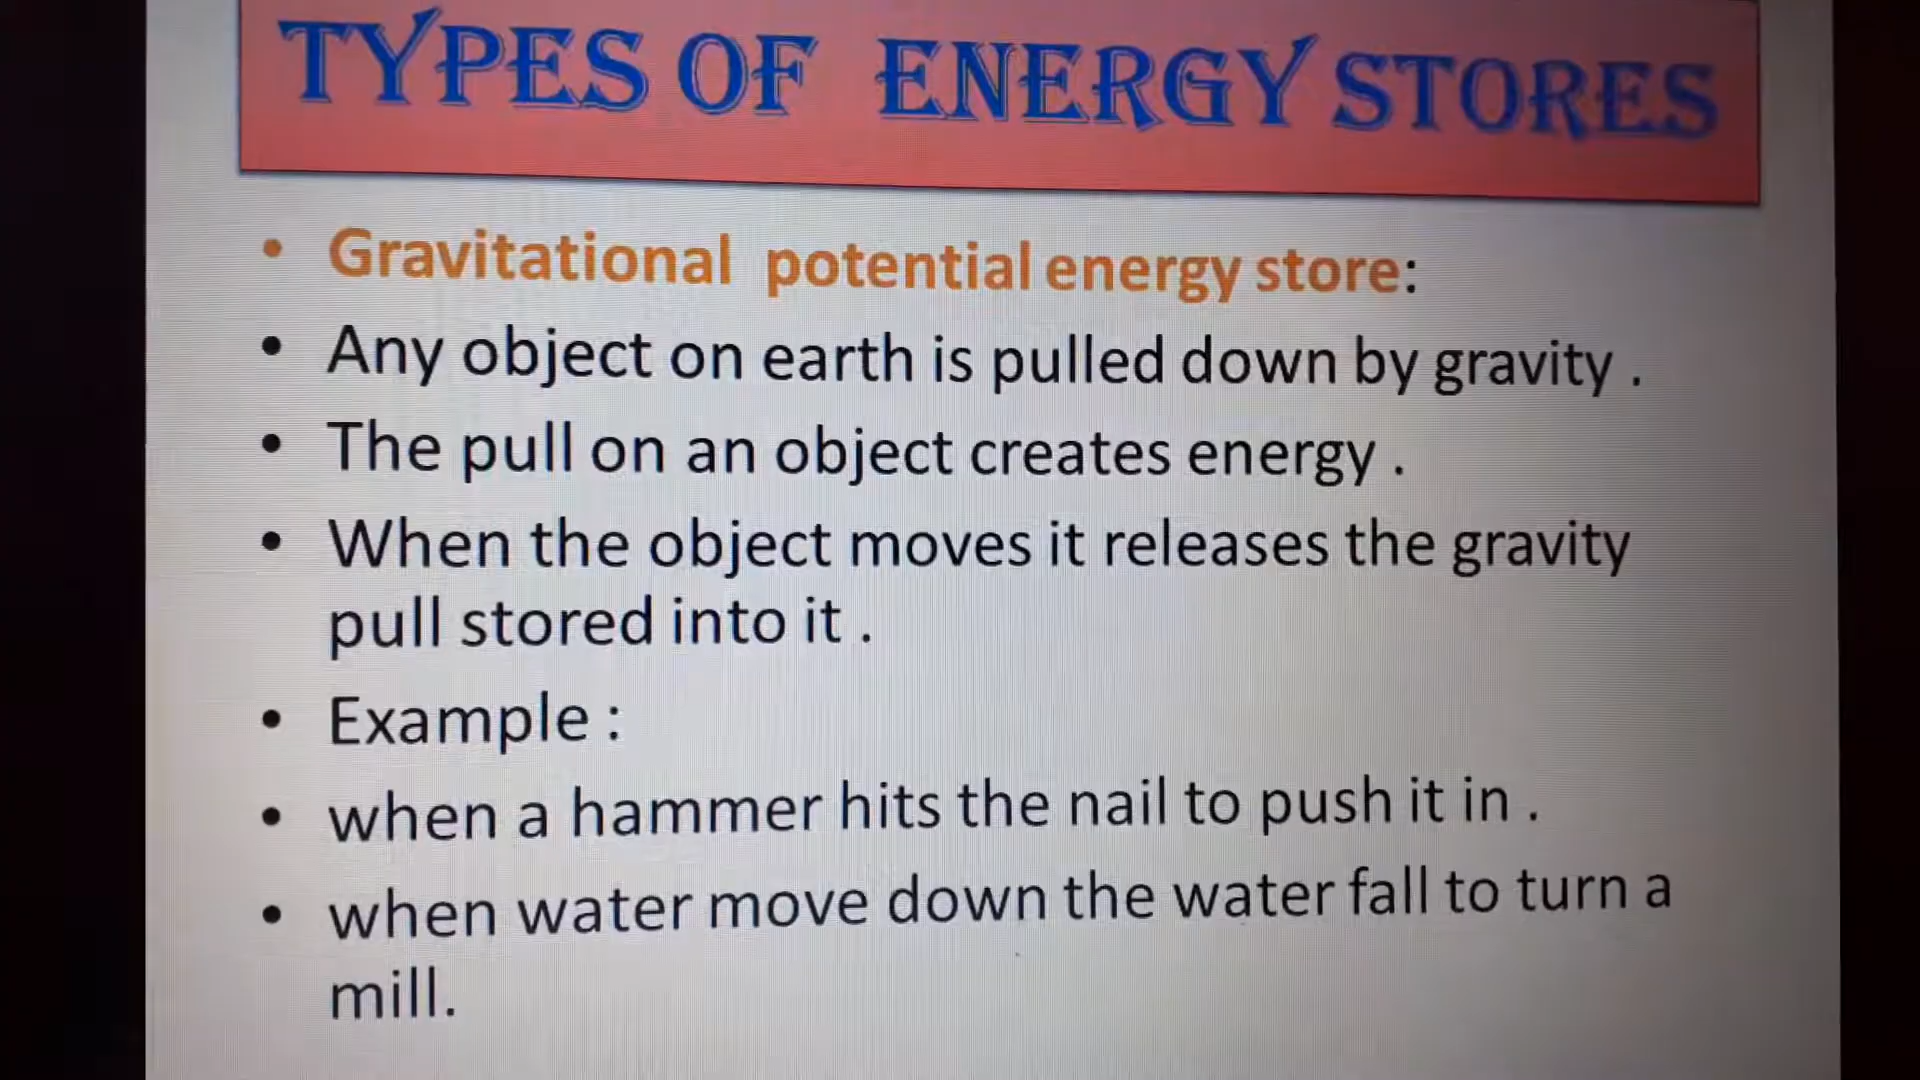 TYPES OF ENERGY STORES
• Gravitational potential energy store:
• Any object on earth is pulled down by gravity .
• The pull on an object creates energy .
• When the object moves it releases the gravity
pull stored into it .
• Example :
• when a hammer hits the nail to push it in .
• when water move down the water fall to turn a
mill.